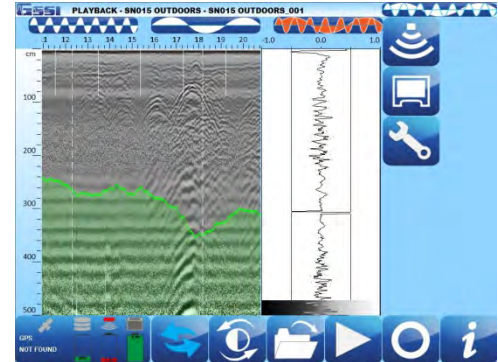 GSSI PLAYBACK - SN015 OUTDOORS - SN015 OUTDOORS_001
11 12 13 14 15 16 17 18 19 20 -1.0 0.0 1.0
cm
100
200
300
400
500
GPS:
NOT FOUND